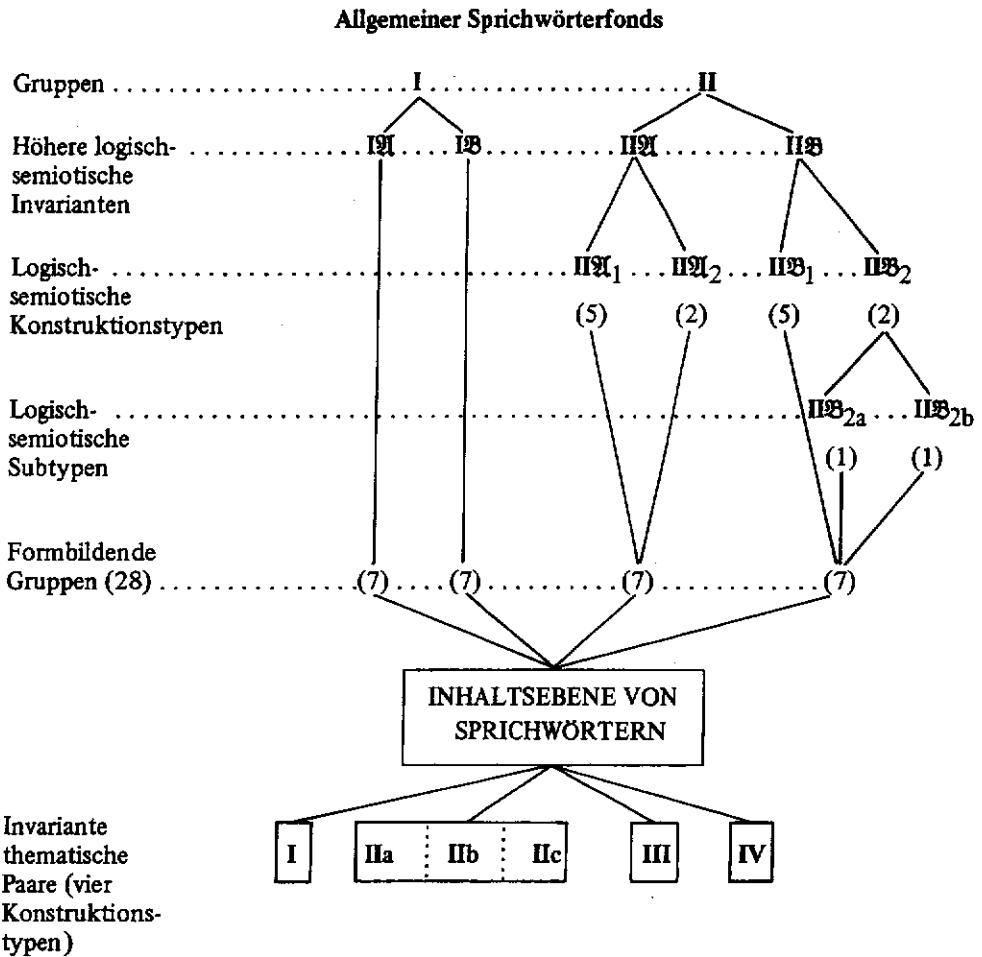 Allgemeiner Sprichwörterfonds
Gruppen ............................ I ............................ II
Höhere logisch- .................... I𝔄 ...... I𝔅 ................ II𝔄 ................ II𝔅
semiotische
Invarianten
Logisch- ........................................................ II𝔄₁ ... II𝔄₂ ... II𝔅₁ ... II𝔅₂
semiotische
Konstruktionstypen (5) (2) (5) (2)
Logisch- ........................................................ II𝔅2a ... II𝔅2b
semiotische
Subtypen (1) (1)
Formbildende
Gruppen (28) .................... (7) ...... (7) ................ (7) ................ (7)
INHALTSEBENE VON
SPRICHWÖRTERN
Invariante
thematische I IIa IIb IIc III IV
Paare (vier
Konstruktions-
typen)